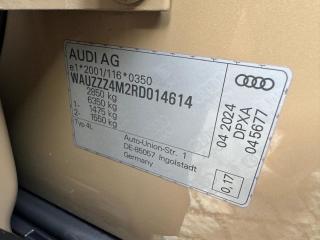 AUDI AG
e1*2001/116*0350
WAUZZZ4M2RD014614
2850 kg
6350 kg
1- 1475 kg
2- 1550 kg
Typ 4L
Auto-Union-Str. 1
DE-85057 Ingolstadt
Germany
04.2024
DPXA
045677
0,17